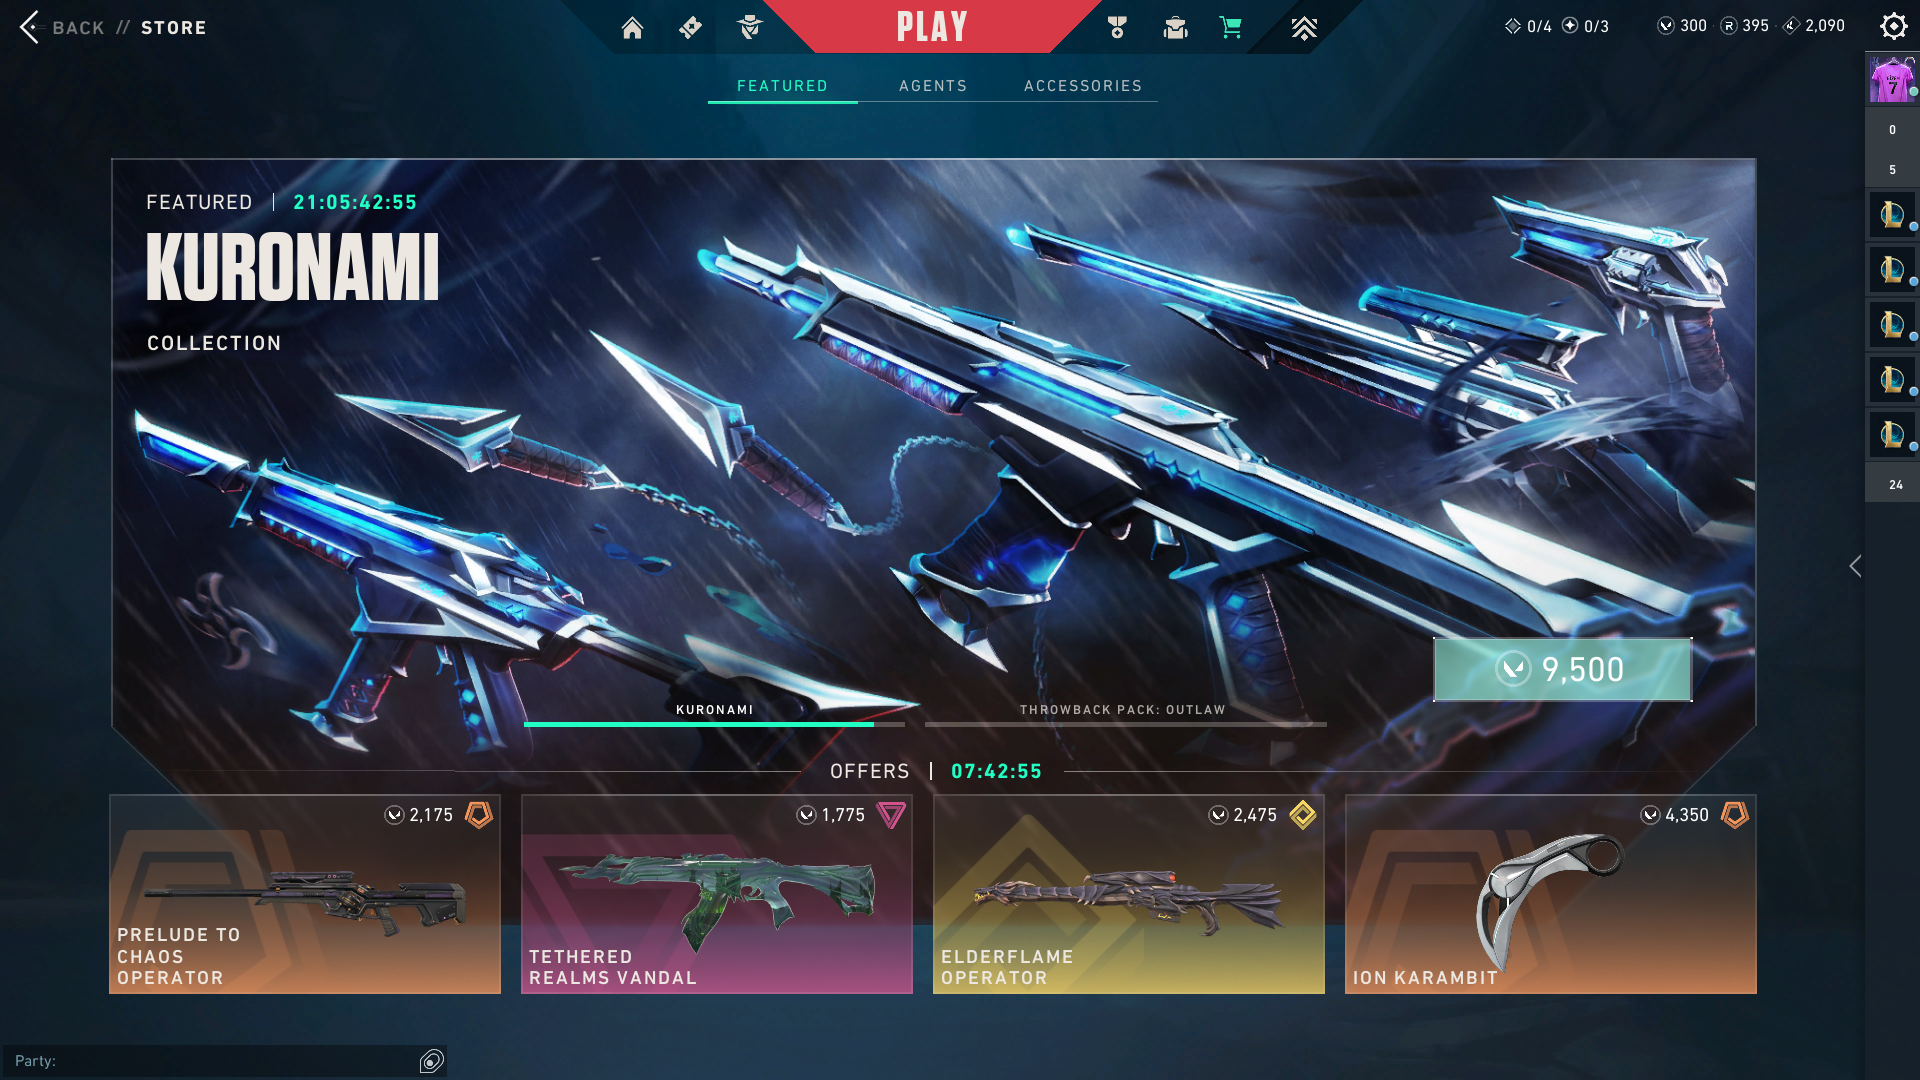 BACK // STORE
PLAY
0/4 0/3 300 395 2,090
FEATURED AGENTS ACCESSORIES
7
0
5
24
FEATURED | 21:05:42:55
KURONAMI
COLLECTION
9,500
KURONAMI THROWBACK PACK: OUTLAW
OFFERS | 07:42:55
2,175
PRELUDE TO
CHAOS
OPERATOR
1,775
TETHERED
REALMS VANDAL
2,475
ELDERFLAME
OPERATOR
4,350
ION KARAMBIT
Party: